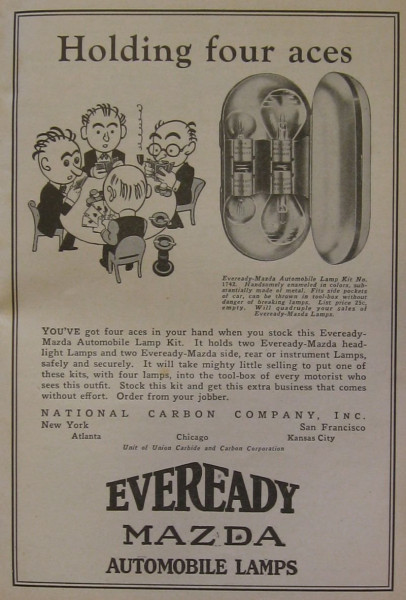 Holding four aces
Eveready-Mazda Automobile Lamp Kit No.
1742. Handsomely enameled in colors, sub-
stantially made of metal. Fits side pockets
of car, can be thrown in tool-box without
danger of breaking lamps. List price 25c,
empty. Will quadruple your sales of
Eveready-Mazda Lamps.
YOU'VE got four aces in your hand when you stock this Eveready-
Mazda Automobile Lamp Kit. It holds two Eveready-Mazda head-
light Lamps and two Eveready-Mazda side, rear or instrument Lamps,
safely and securely. It will take mighty little selling to put one of
these kits, with four lamps, into the tool-box of every motorist who
sees this outfit. Stock this kit and get this extra business that comes
without effort. Order from your jobber.
NATIONAL CARBON COMPANY, INC.
New York San Francisco
Atlanta Chicago Kansas City
Unit of Union Carbide and Carbon Corporation
EVEREADY
MAZDA
AUTOMOBILE LAMPS